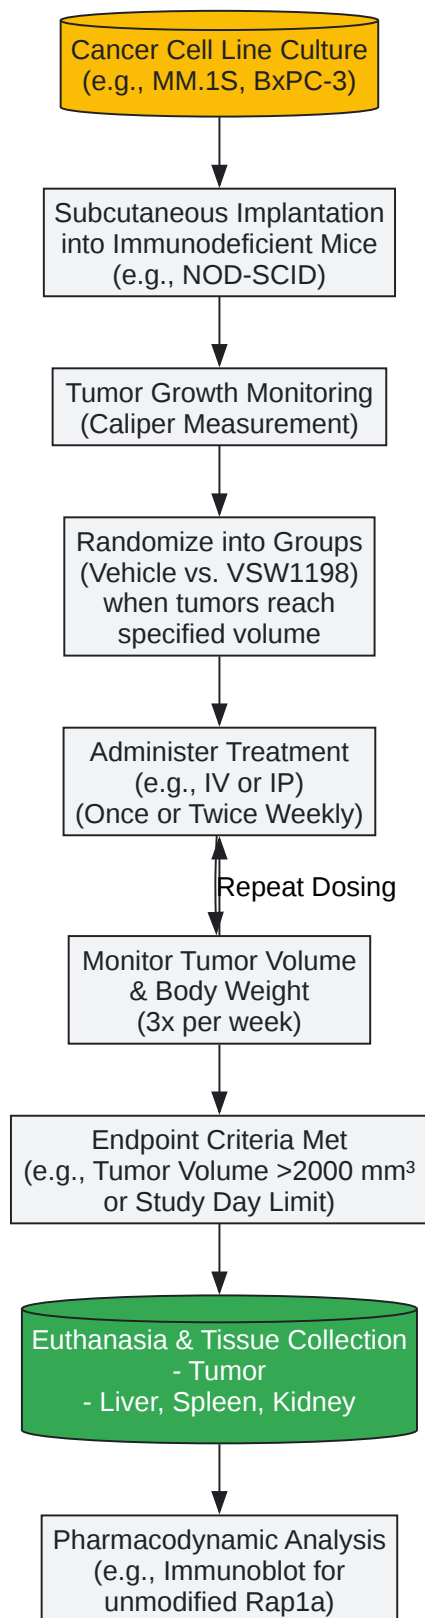 Cancer Cell Line Culture
(e.g., MM.1S, BxPC-3)
Subcutaneous Implantation
into Immunodeficient Mice
(e.g., NOD-SCID)
Tumor Growth Monitoring
(Caliper Measurement)
Randomize into Groups
(Vehicle vs. VSW1198)
when tumors reach
specified volume
Administer Treatment
(e.g., IV or IP)
(Once or Twice Weekly)
Repeat Dosing
Monitor Tumor Volume
& Body Weight
(3x per week)
Endpoint Criteria Met
(e.g., Tumor Volume >2000 mm³
or Study Day Limit)
Euthanasia & Tissue Collection
- Tumor
- Liver, Spleen, Kidney
Pharmacodynamic Analysis
(e.g., Immunoblot for
unmodified Rap1a)